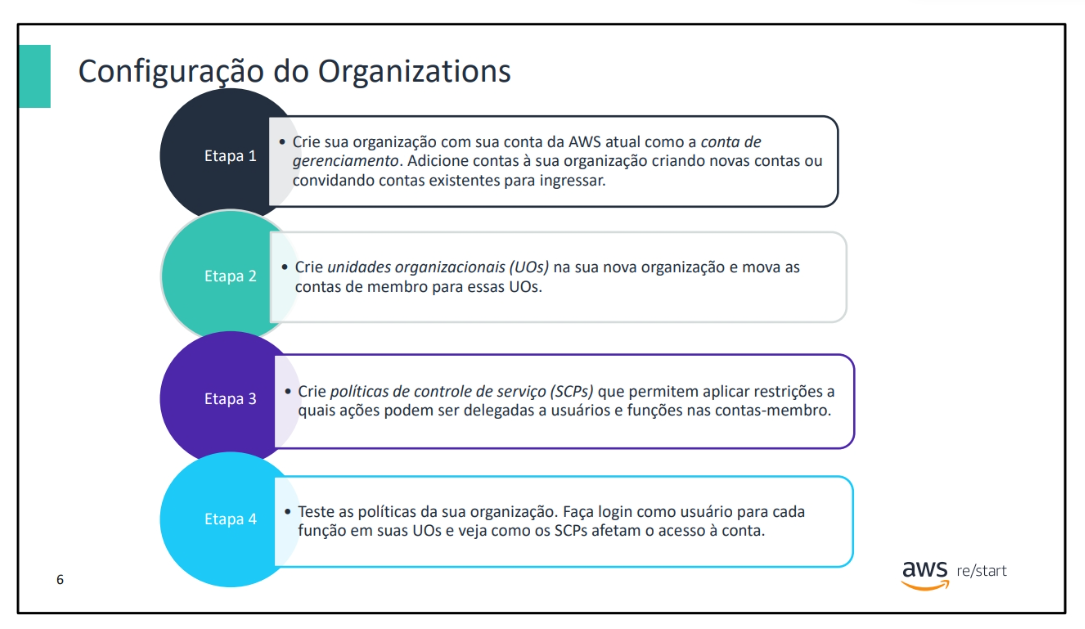 Configuração do Organizations
Etapa 1
• Crie sua organização com sua conta da AWS atual como a conta de
gerenciamento. Adicione contas à sua organização criando novas contas ou
convidando contas existentes para ingressar.
Etapa 2
• Crie unidades organizacionais (UOs) na sua nova organização e mova as
contas de membro para essas UOs.
Etapa 3
• Crie políticas de controle de serviço (SCPs) que permitem aplicar restrições a
quais ações podem ser delegadas a usuários e funções nas contas-membro.
Etapa 4
• Teste as políticas da sua organização. Faça login como usuário para cada
função em suas UOs e veja como os SCPs afetam o acesso à conta.
6
aws re/start